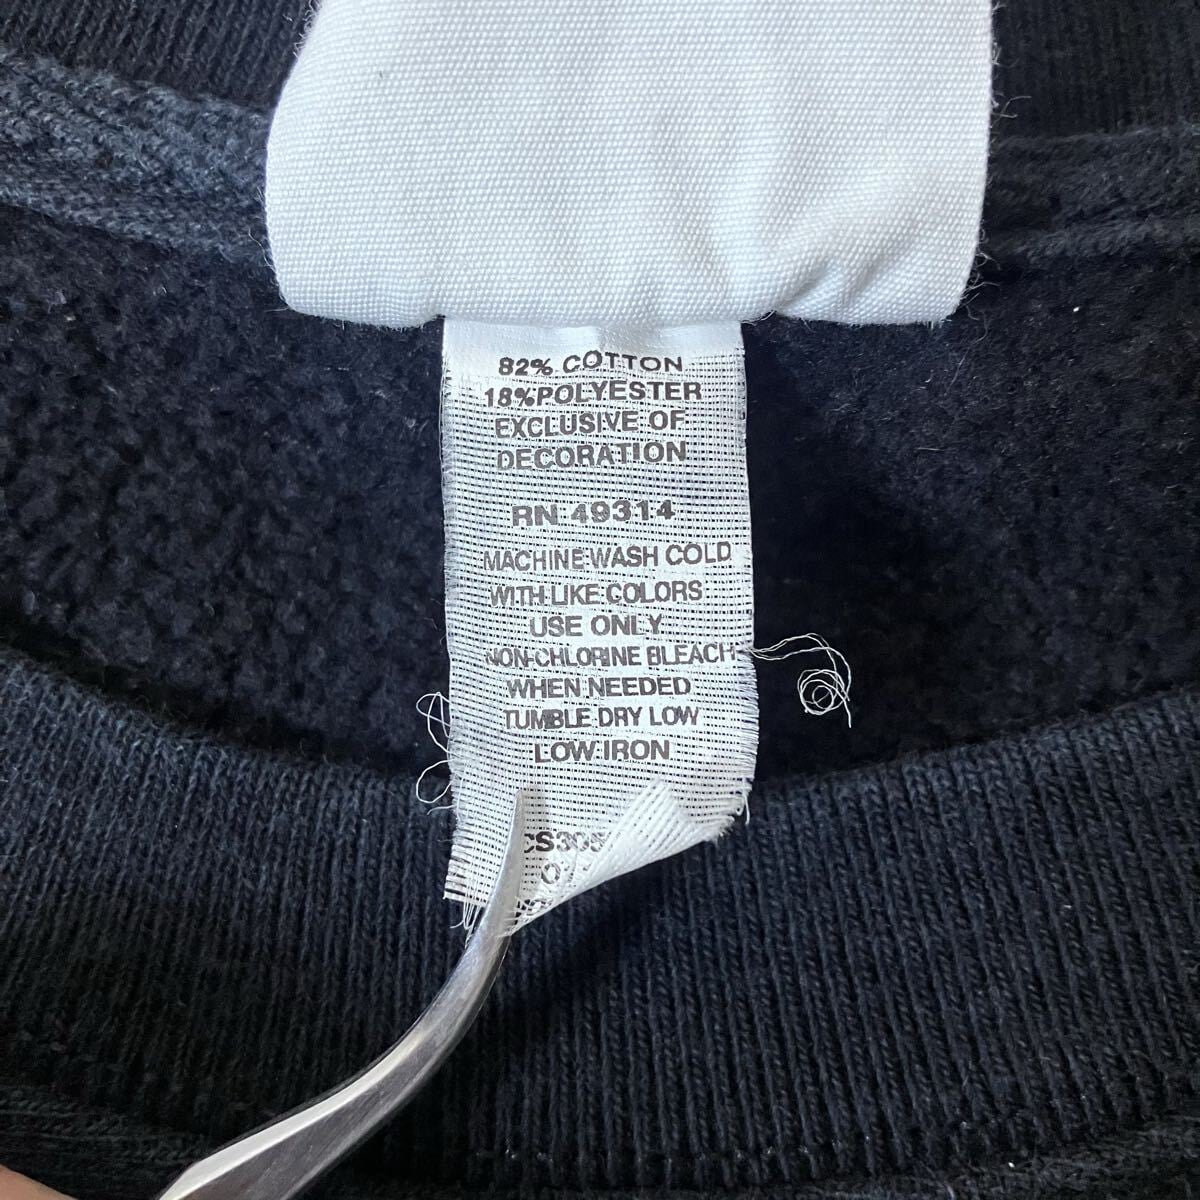 82% COTTON
18%POLYESTER
EXCLUSIVE OF
DECORATION
RN 49314
MACHINE WASH COLD
WITH LIKE COLORS
USE ONLY
NON-CHLORINE BLEACH
WHEN NEEDED
TUMBLE DRY LOW
LOW IRON